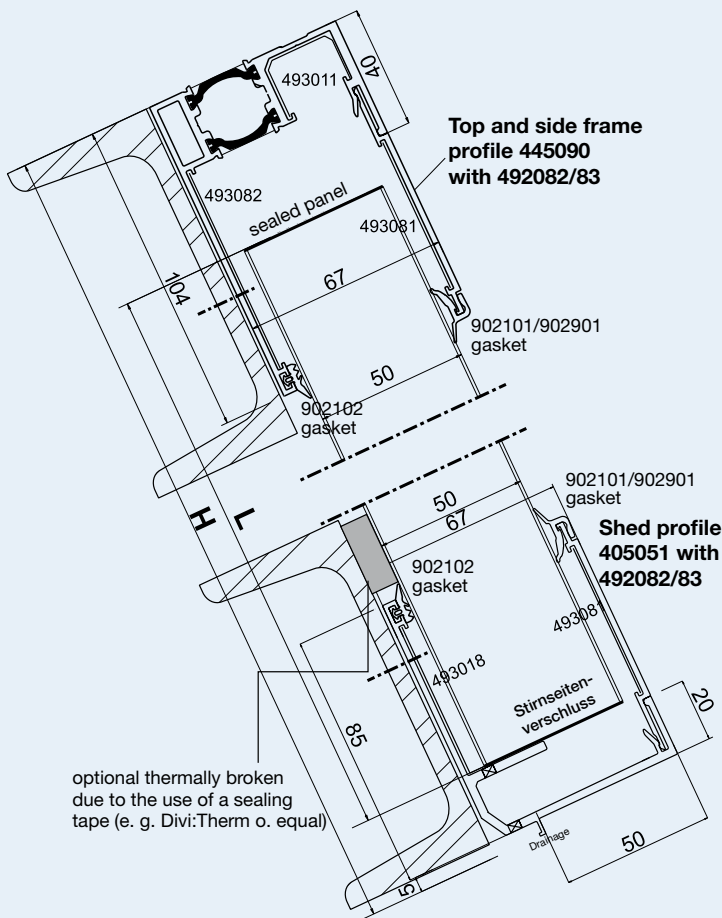 493011
40
Top and side frame
profile 445090
with 492082/83
493082
sealed panel
493081
104
67
902101/902901
gasket
50
902102
gasket
902101/902901
gasket
50
67
H
L
Shed profile
405051 with
492082/83
902102
gasket
493081
493018
Stirnseiten-
verschluss
20
85
optional thermally broken
due to the use of a sealing
tape (e. g. Divi:Therm o. equal)
Drainage
50
5